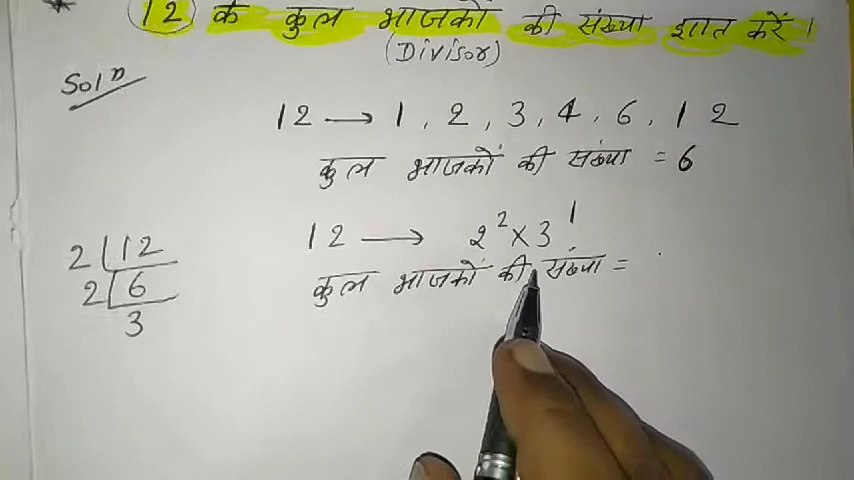 12 के कुल भाजकों की संख्या ज्ञात करें।
(Divisor)
Solⁿ
12 → 1, 2, 3, 4, 6, 12
कुल भाजकों की संख्या = 6
12 → 2² × 3¹
कुल भाजकों की संख्या =
2 | 12
2 | 6
3